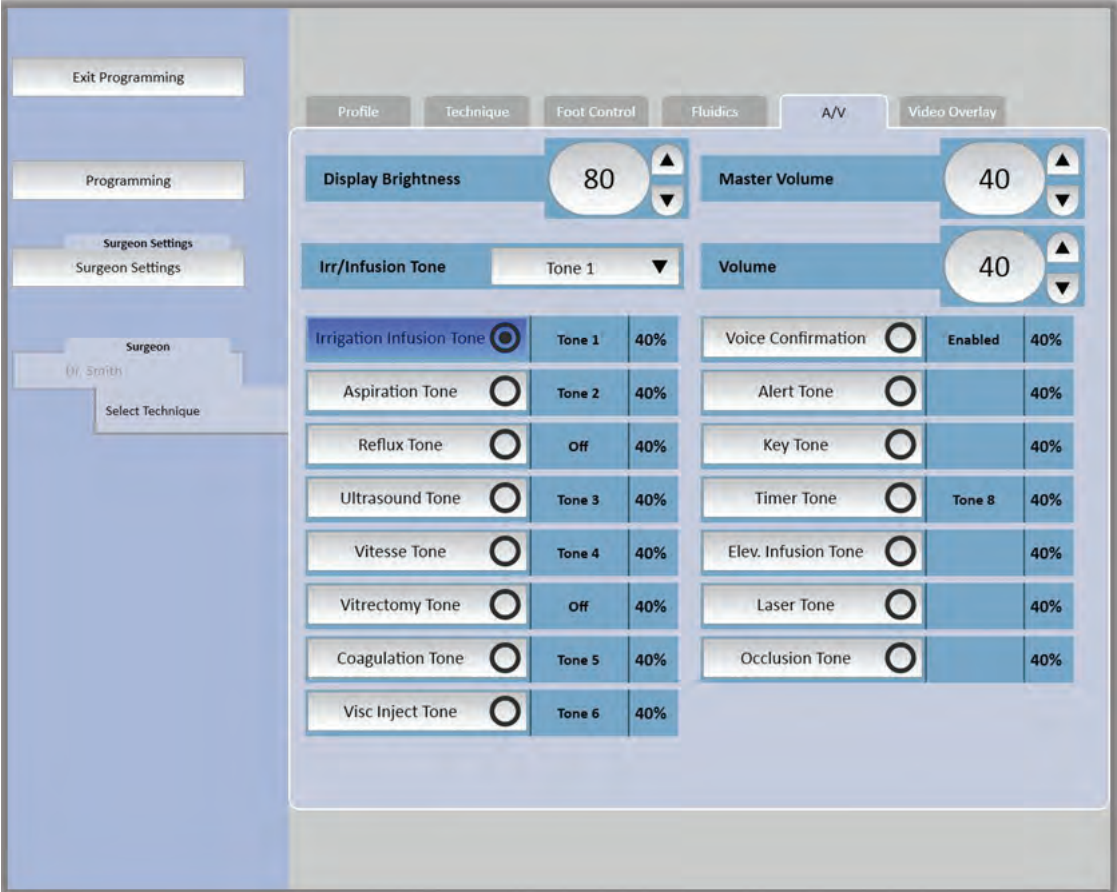 Exit Programming
Programming
Surgeon Settings
Surgeon Settings
Surgeon
Dr. Smith
Select Technique
Profile Technique Foot Control Fluidics A/V Video Overlay
Display Brightness 80 Master Volume 40
Irr/Infusion Tone Tone 1 Volume 40
Irrigation Infusion Tone Tone 1 40% Voice Confirmation Enabled 40%
Aspiration Tone Tone 2 40% Alert Tone 40%
Reflux Tone Off 40% Key Tone 40%
Ultrasound Tone Tone 3 40% Timer Tone Tone 8 40%
Vitesse Tone Tone 4 40% Elev. Infusion Tone 40%
Vitrectomy Tone Off 40% Laser Tone 40%
Coagulation Tone Tone 5 40% Occlusion Tone 40%
Visc Inject Tone Tone 6 40%